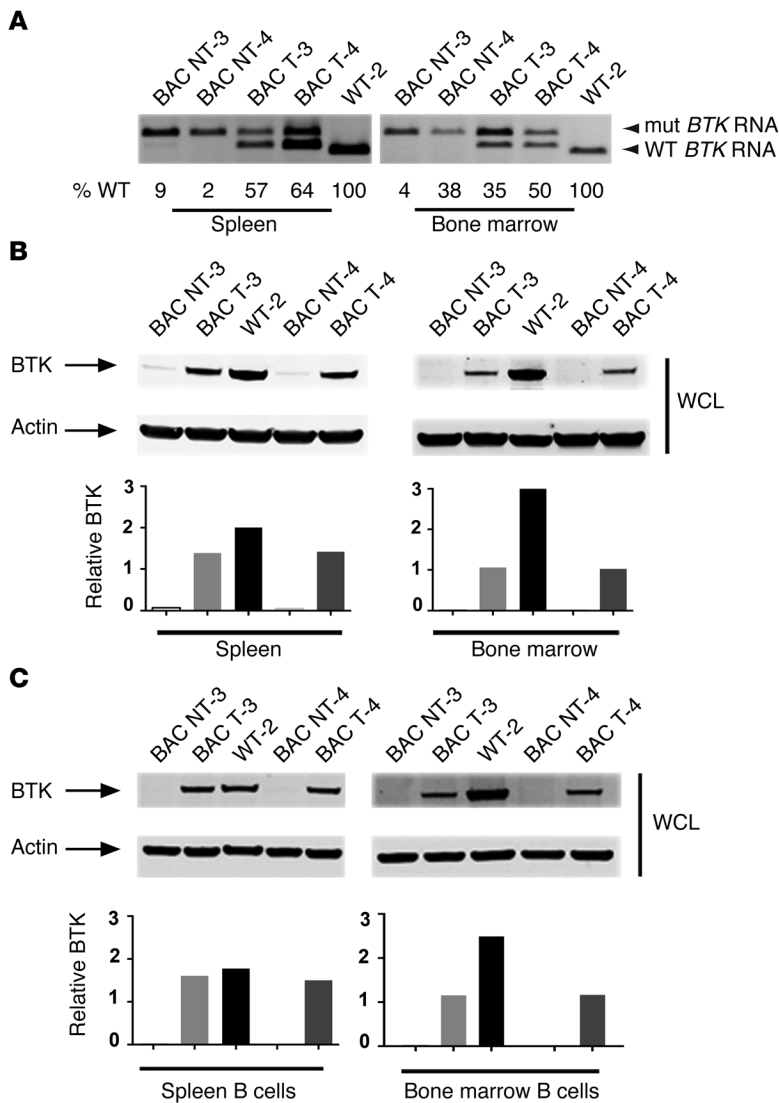 A
BAC NT-3 BAC NT-4 BAC T-3 BAC T-4 WT-2 BAC NT-3 BAC NT-4 BAC T-3 BAC T-4 WT-2
mut BTK RNA
WT BTK RNA
% WT 9 2 57 64 100 4 38 35 50 100
Spleen Bone marrow
B
BAC NT-3 BAC T-3 WT-2 BAC NT-4 BAC T-4 BAC NT-3 BAC T-3 WT-2 BAC NT-4 BAC T-4
BTK
WCL
Actin
Relative BTK
3 3
2 2
1 1
0 0
Spleen Bone marrow
C
BAC NT-3 BAC T-3 WT-2 BAC NT-4 BAC T-4 BAC NT-3 BAC T-3 WT-2 BAC NT-4 BAC T-4
BTK
WCL
Actin
Relative BTK
3 3
2 2
1 1
0 0
Spleen B cells Bone marrow B cells